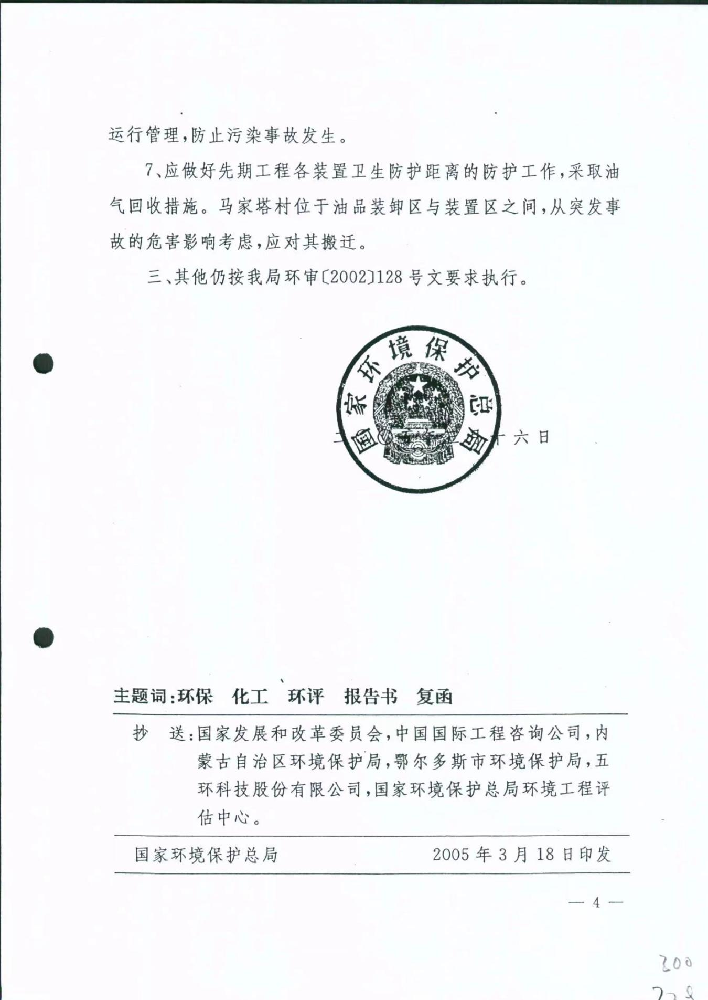 运行管理，防止污染事故发生。
7、应做好先期工程各装置卫生防护距离的防护工作，采取油
气回收措施。马家塔村位于油品装卸区与装置区之间，从突发事
故的危害影响考虑，应对其搬迁。
三、其他仍按我局环审〔2002〕128号文要求执行。
国家环境保护总局
十六日
主题词：环保 化工 环评 报告书 复函
抄 送：国家发展和改革委员会，中国国际工程咨询公司，内
蒙古自治区环境保护局，鄂尔多斯市环境保护局，五
环科技股份有限公司，国家环境保护总局环境工程评
估中心。
国家环境保护总局 2005年3月18日印发
— 4 —